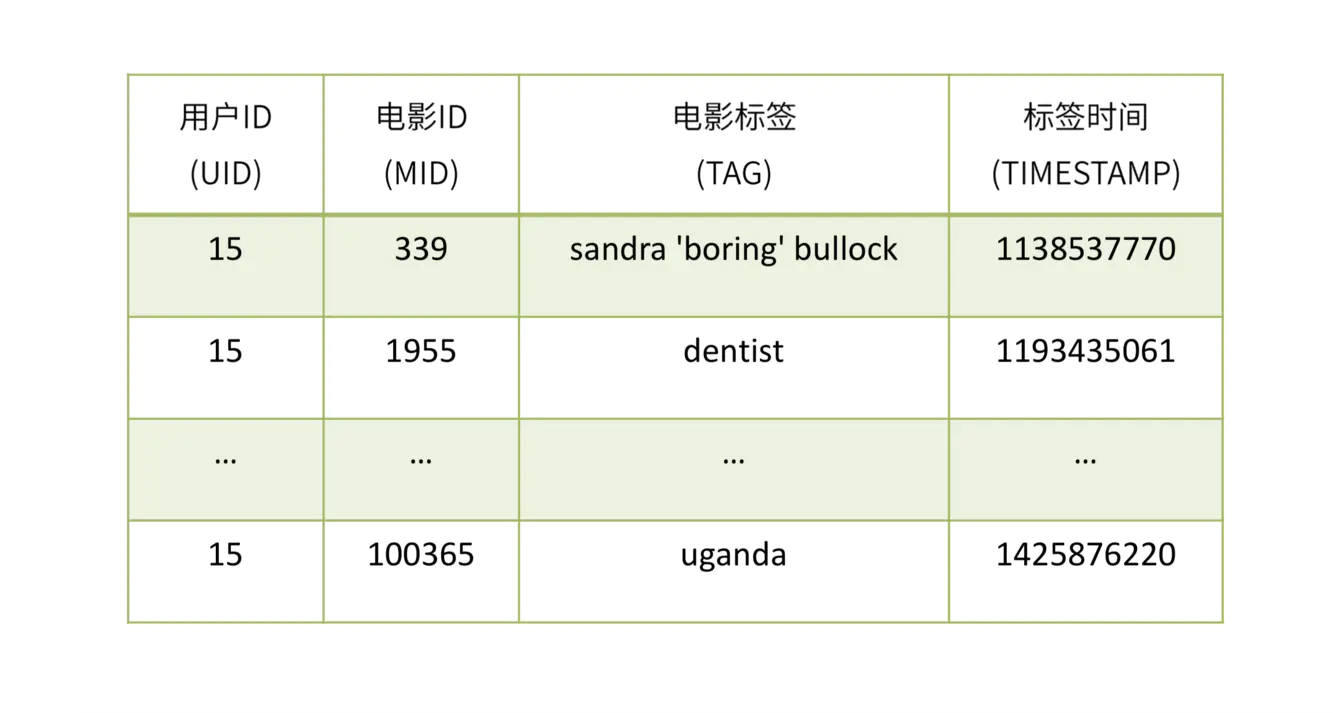 用户ID 电影ID 电影标签 标签时间
(UID) (MID) (TAG) (TIMESTAMP)
15 339 sandra 'boring' bullock 1138537770
15 1955 dentist 1193435061
... ... ... ...
15 100365 uganda 1425876220